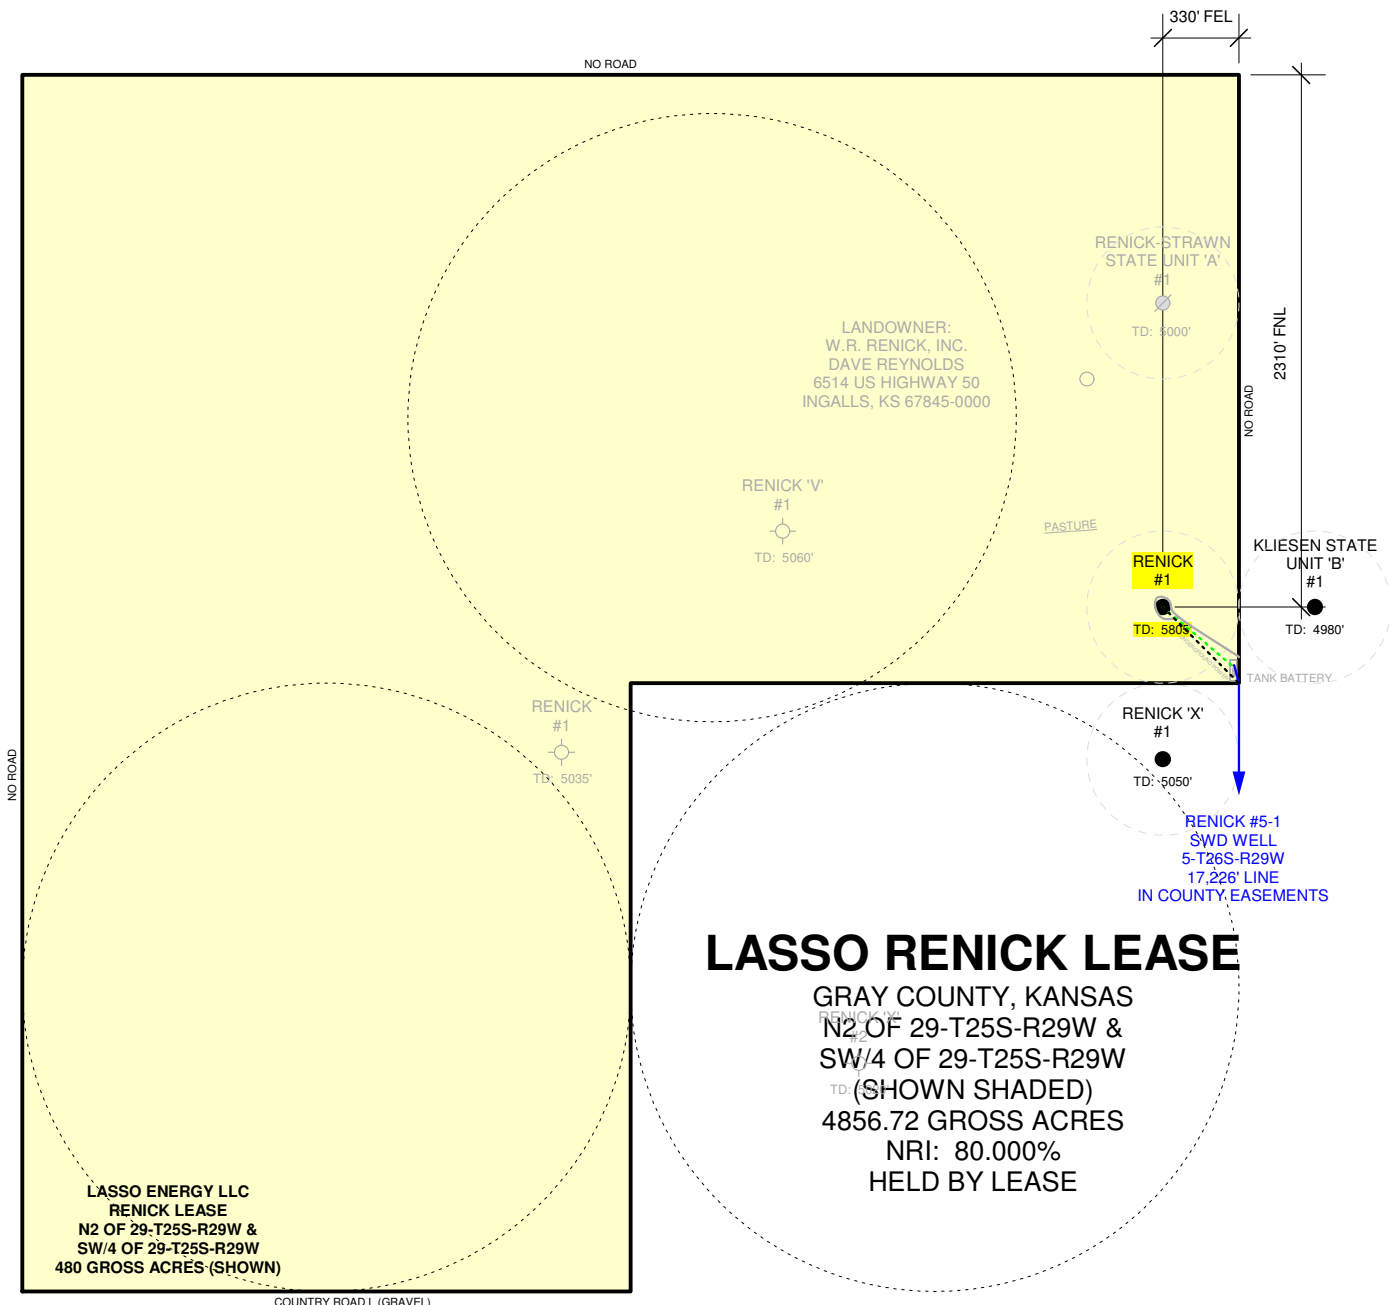 330' FEL
NO ROAD
2310' FNL
NO ROAD
RENICK-STRAWN
STATE UNIT 'A'
#1
TD: 5000'
LANDOWNER:
W.R. RENICK, INC.
DAVE REYNOLDS
6514 US HIGHWAY 50
INGALLS, KS 67845-0000
RENICK 'V'
#1
TD: 5060'
PASTURE
RENICK
#1
TD: 5805'
KLIESEN STATE
UNIT 'B'
#1
TD: 4980'
TANK BATTERY
RENICK
#1
TD: 5035'
RENICK 'X'
#1
TD: 5050'
NO ROAD
RENICK #5-1
SWD WELL
5-T26S-R29W
17,226' LINE
IN COUNTY EASEMENTS
LASSO RENICK LEASE
GRAY COUNTY, KANSAS
N2 OF 29-T25S-R29W &
SW/4 OF 29-T25S-R29W
(SHOWN SHADED)
4856.72 GROSS ACRES
NRI: 80.000%
HELD BY LEASE
RENICK 'X'
#2
TD:
LASSO ENERGY LLC
RENICK LEASE
N2 OF 29-T25S-R29W &
SW/4 OF 29-T25S-R29W
480 GROSS ACRES (SHOWN)
COUNTRY ROAD L (GRAVEL)